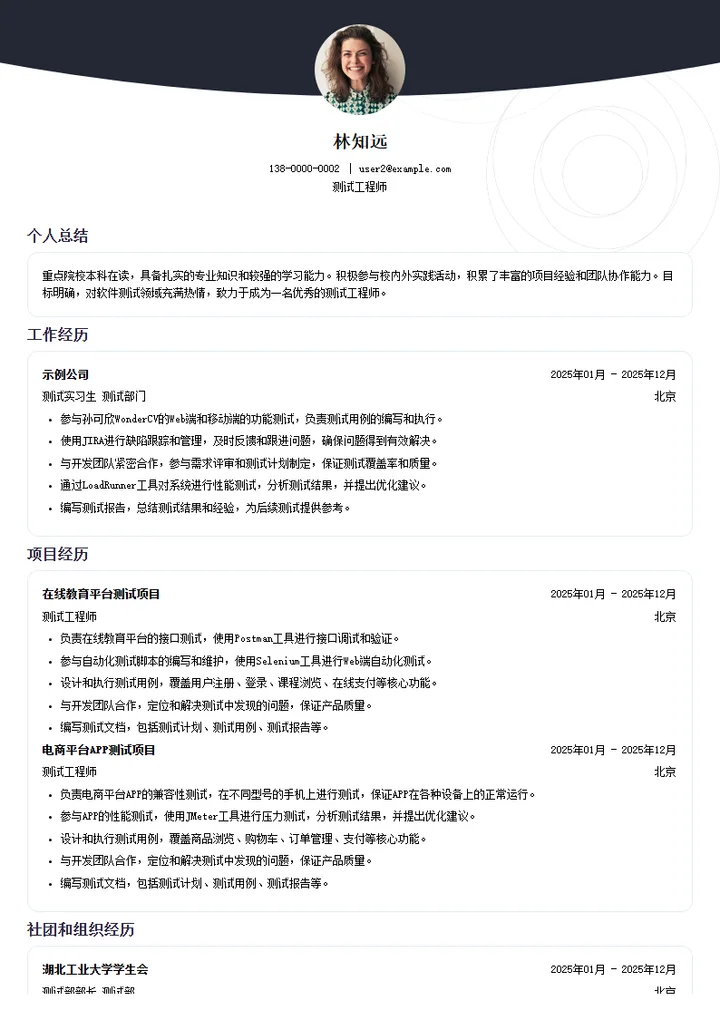 林知远
138-0000-0002 | user2@example.com
测试工程师
个人总结
重点院校本科在读，具备扎实的专业知识和较强的学习能力。积极参与校内外实践活动，积累了丰富的项目经验和团队协作能力。目
标明确，对软件测试领域充满热情，致力于成为一名优秀的测试工程师。
工作经历
示例公司 2025年01月 - 2025年12月
测试实习生 测试部门 北京
• 参与孙可欣WonderCV的Web端和移动端的功能测试，负责测试用例的编写和执行。
• 使用JIRA进行缺陷跟踪和管理，及时反馈和跟进问题，确保问题得到有效解决。
• 与开发团队紧密合作，参与需求评审和测试计划制定，保证测试覆盖率和质量。
• 通过LoadRunner工具对系统进行性能测试，分析测试结果，并提出优化建议。
• 编写测试报告，总结测试结果和经验，为后续测试提供参考。
项目经历
在线教育平台测试项目 2025年01月 - 2025年12月
测试工程师 北京
• 负责在线教育平台的接口测试，使用Postman工具进行接口调试和验证。
• 参与自动化测试脚本的编写和维护，使用Selenium工具进行Web端自动化测试。
• 设计和执行测试用例，覆盖用户注册、登录、课程浏览、在线支付等核心功能。
• 与开发团队合作，定位和解决测试中发现的问题，保证产品质量。
• 编写测试文档，包括测试计划、测试用例、测试报告等。
电商平台APP测试项目 2025年01月 - 2025年12月
测试工程师 北京
• 负责电商平台APP的兼容性测试，在不同型号的手机上进行测试，保证APP在各种设备上的正常运行。
• 参与APP的性能测试，使用JMeter工具进行压力测试，分析测试结果，并提出优化建议。
• 设计和执行测试用例，覆盖商品浏览、购物车、订单管理、支付等核心功能。
• 与开发团队合作，定位和解决测试中发现的问题，保证产品质量。
• 编写测试文档，包括测试计划、测试用例、测试报告等。
社团和组织经历
湖北工业大学学生会 2025年01月 - 2025年12月
测试部部长 测试部 北京